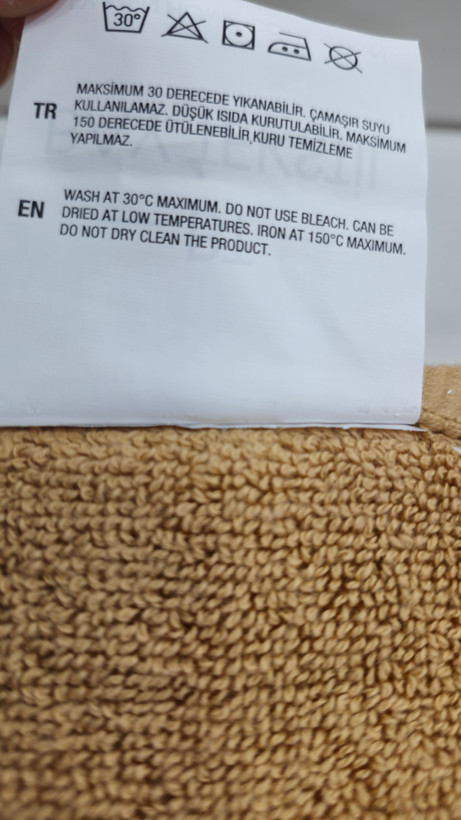 30°
TR
MAKSİMUM 30 DERECEDE YIKANABİLİR. ÇAMAŞIR SUYU
KULLANILAMAZ. DÜŞÜK ISIDA KURUTULABİLİR. MAKSİMUM
150 DERECEDE ÜTÜLENEBİLİR,KURU TEMİZLEME
YAPILMAZ.
EN
WASH AT 30°C MAXIMUM. DO NOT USE BLEACH. CAN BE
DRIED AT LOW TEMPERATURES. IRON AT 150°C MAXIMUM.
DO NOT DRY CLEAN THE PRODUCT.